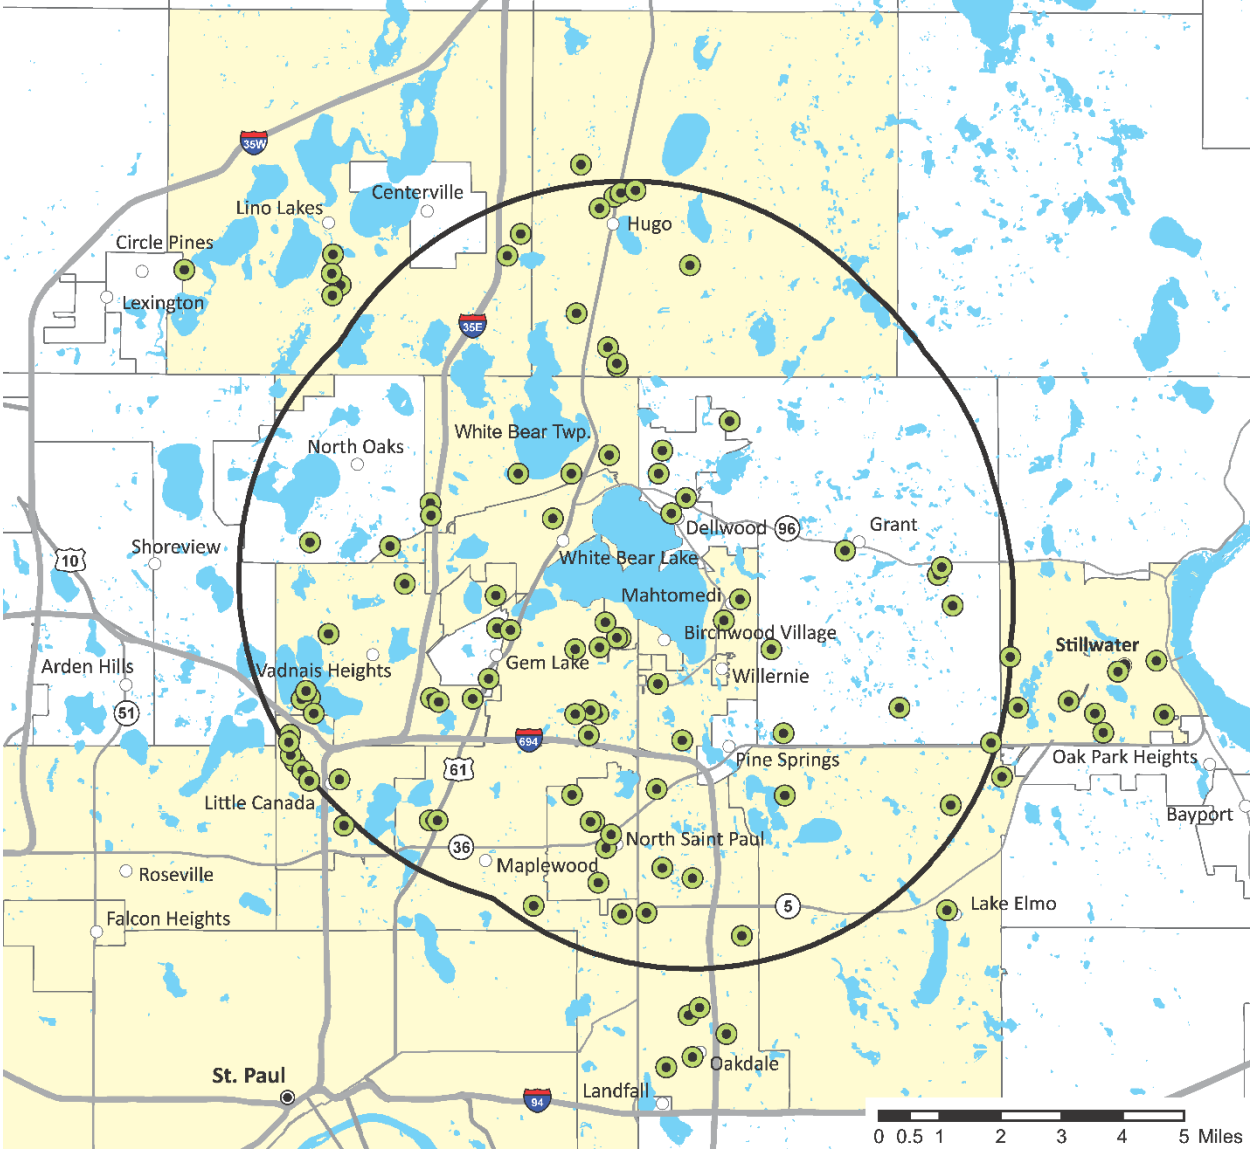 35W
Centerville
Lino Lakes
Hugo
Circle Pines
Lexington
35E
White Bear Twp.
North Oaks
Dellwood
96
Grant
Shoreview
10
White Bear Lake
Mahtomedi
Birchwood Village
Stillwater
Arden Hills
Vadnais Heights
Gem Lake
Willernie
51
694
61
Pine Springs
Oak Park Heights
Little Canada
Bayport
North Saint Paul
36
Maplewood
Roseville
5
Lake Elmo
Falcon Heights
Oakdale
St. Paul
Landfall
94
0 0.5 1 2 3 4 5 Miles